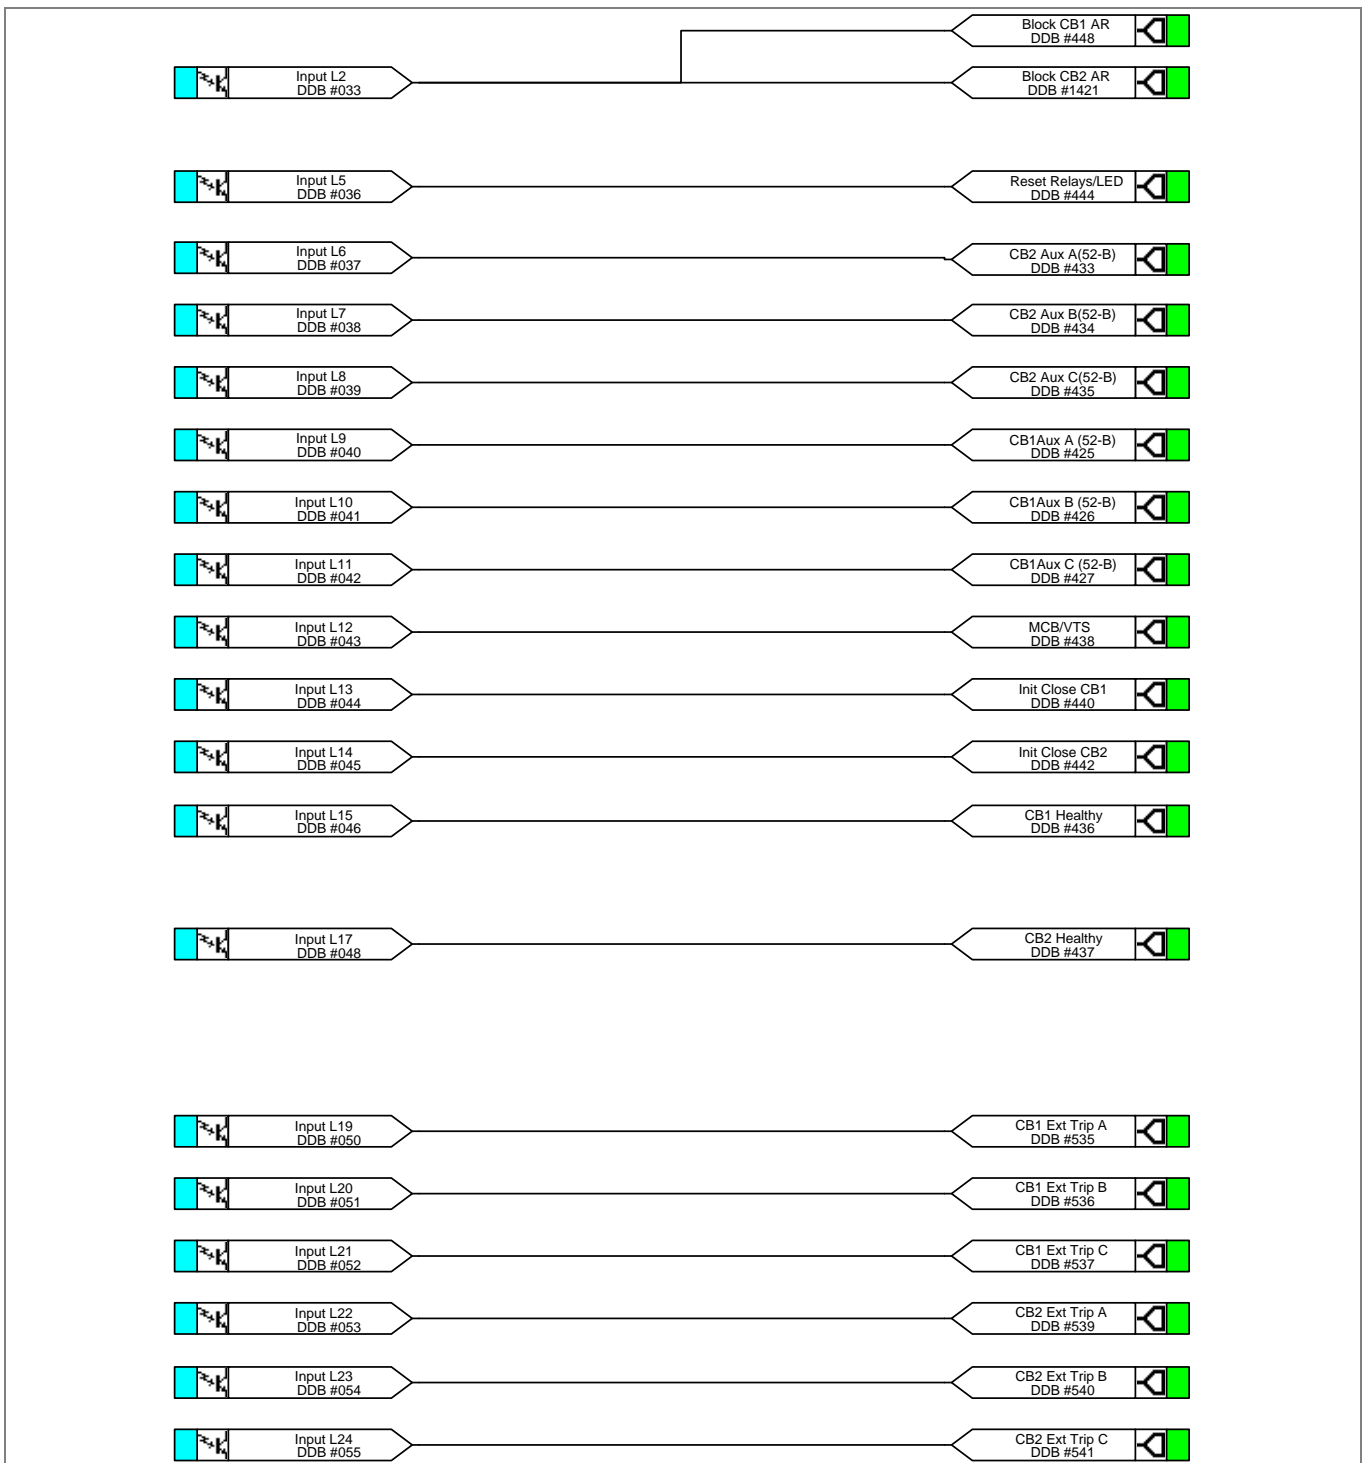 Block CB1 AR
DDB #448
Input L2
DDB #033
Block CB2 AR
DDB #1421
Input L5
DDB #036
Reset Relays/LED
DDB #444
Input L6
DDB #037
CB2 Aux A(52-B)
DDB #433
Input L7
DDB #038
CB2 Aux B(52-B)
DDB #434
Input L8
DDB #039
CB2 Aux C(52-B)
DDB #435
Input L9
DDB #040
CB1Aux A (52-B)
DDB #425
Input L10
DDB #041
CB1Aux B (52-B)
DDB #426
Input L11
DDB #042
CB1Aux C (52-B)
DDB #427
Input L12
DDB #043
MCB/VTS
DDB #438
Input L13
DDB #044
Init Close CB1
DDB #440
Input L14
DDB #045
Init Close CB2
DDB #442
Input L15
DDB #046
CB1 Healthy
DDB #436
Input L17
DDB #048
CB2 Healthy
DDB #437
Input L19
DDB #050
CB1 Ext Trip A
DDB #535
Input L20
DDB #051
CB1 Ext Trip B
DDB #536
Input L21
DDB #052
CB1 Ext Trip C
DDB #537
Input L22
DDB #053
CB2 Ext Trip A
DDB #539
Input L23
DDB #054
CB2 Ext Trip B
DDB #540
Input L24
DDB #055
CB2 Ext Trip C
DDB #541